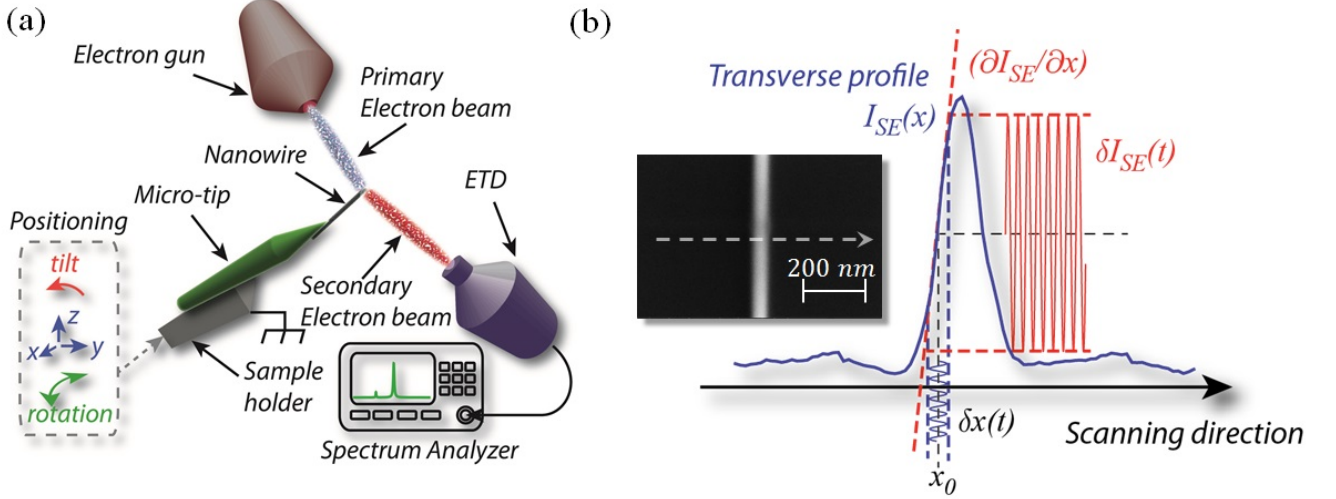 (a)
Electron gun
Primary
Electron beam
Nanowire
Micro-tip
ETD
Positioning
tilt
z
x
y
rotation
Secondary
Electron beam
Sample
holder
Spectrum Analyzer
(b)
Transverse profile
I_SE(x)
(∂I_SE/∂x)
δI_SE(t)
200 nm
δx(t)
Scanning direction
x_0